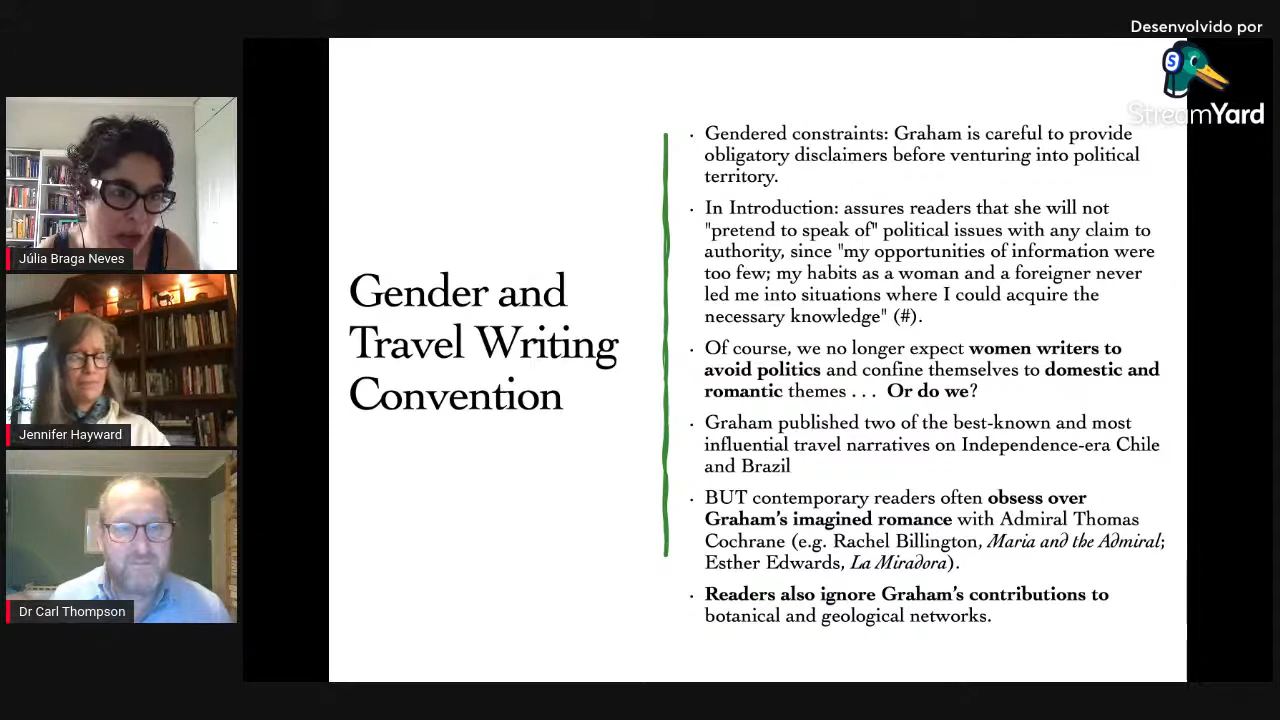 Desenvolvido por
StreamYard
Júlia Braga Neves
Jennifer Hayward
Dr Carl Thompson
Gender and
Travel Writing
Convention
· Gendered constraints: Graham is careful to provide
obligatory disclaimers before venturing into political
territory.
· In Introduction: assures readers that she will not
"pretend to speak of" political issues with any claim to
authority, since "my opportunities of information were
too few; my habits as a woman and a foreigner never
led me into situations where I could acquire the
necessary knowledge" (#).
· Of course, we no longer expect women writers to
avoid politics and confine themselves to domestic and
romantic themes . . . Or do we?
· Graham published two of the best-known and most
influential travel narratives on Independence-era Chile
and Brazil
· BUT contemporary readers often obsess over
Graham's imagined romance with Admiral Thomas
Cochrane (e.g. Rachel Billington, Maria and the Admiral;
Esther Edwards, La Miradora).
· Readers also ignore Graham's contributions to
botanical and geological networks.